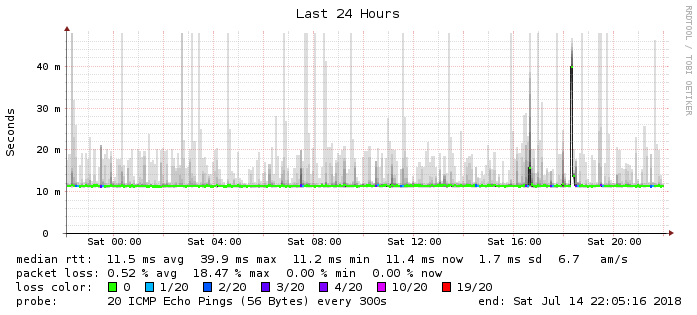 Last 24 Hours
RRDTOOL / TOBI OETIKER
Seconds
40 m
30 m
20 m
10 m
0
Sat 00:00 Sat 04:00 Sat 08:00 Sat 12:00 Sat 16:00 Sat 20:00
median rtt: 11.5 ms avg 39.9 ms max 11.2 ms min 11.4 ms now 1.7 ms sd 6.7 am/s
packet loss: 0.52 % avg 18.47 % max 0.00 % min 0.00 % now
loss color: 0 1/20 2/20 3/20 4/20 10/20 19/20
probe: 20 ICMP Echo Pings (56 Bytes) every 300s end: Sat Jul 14 22:05:16 2018